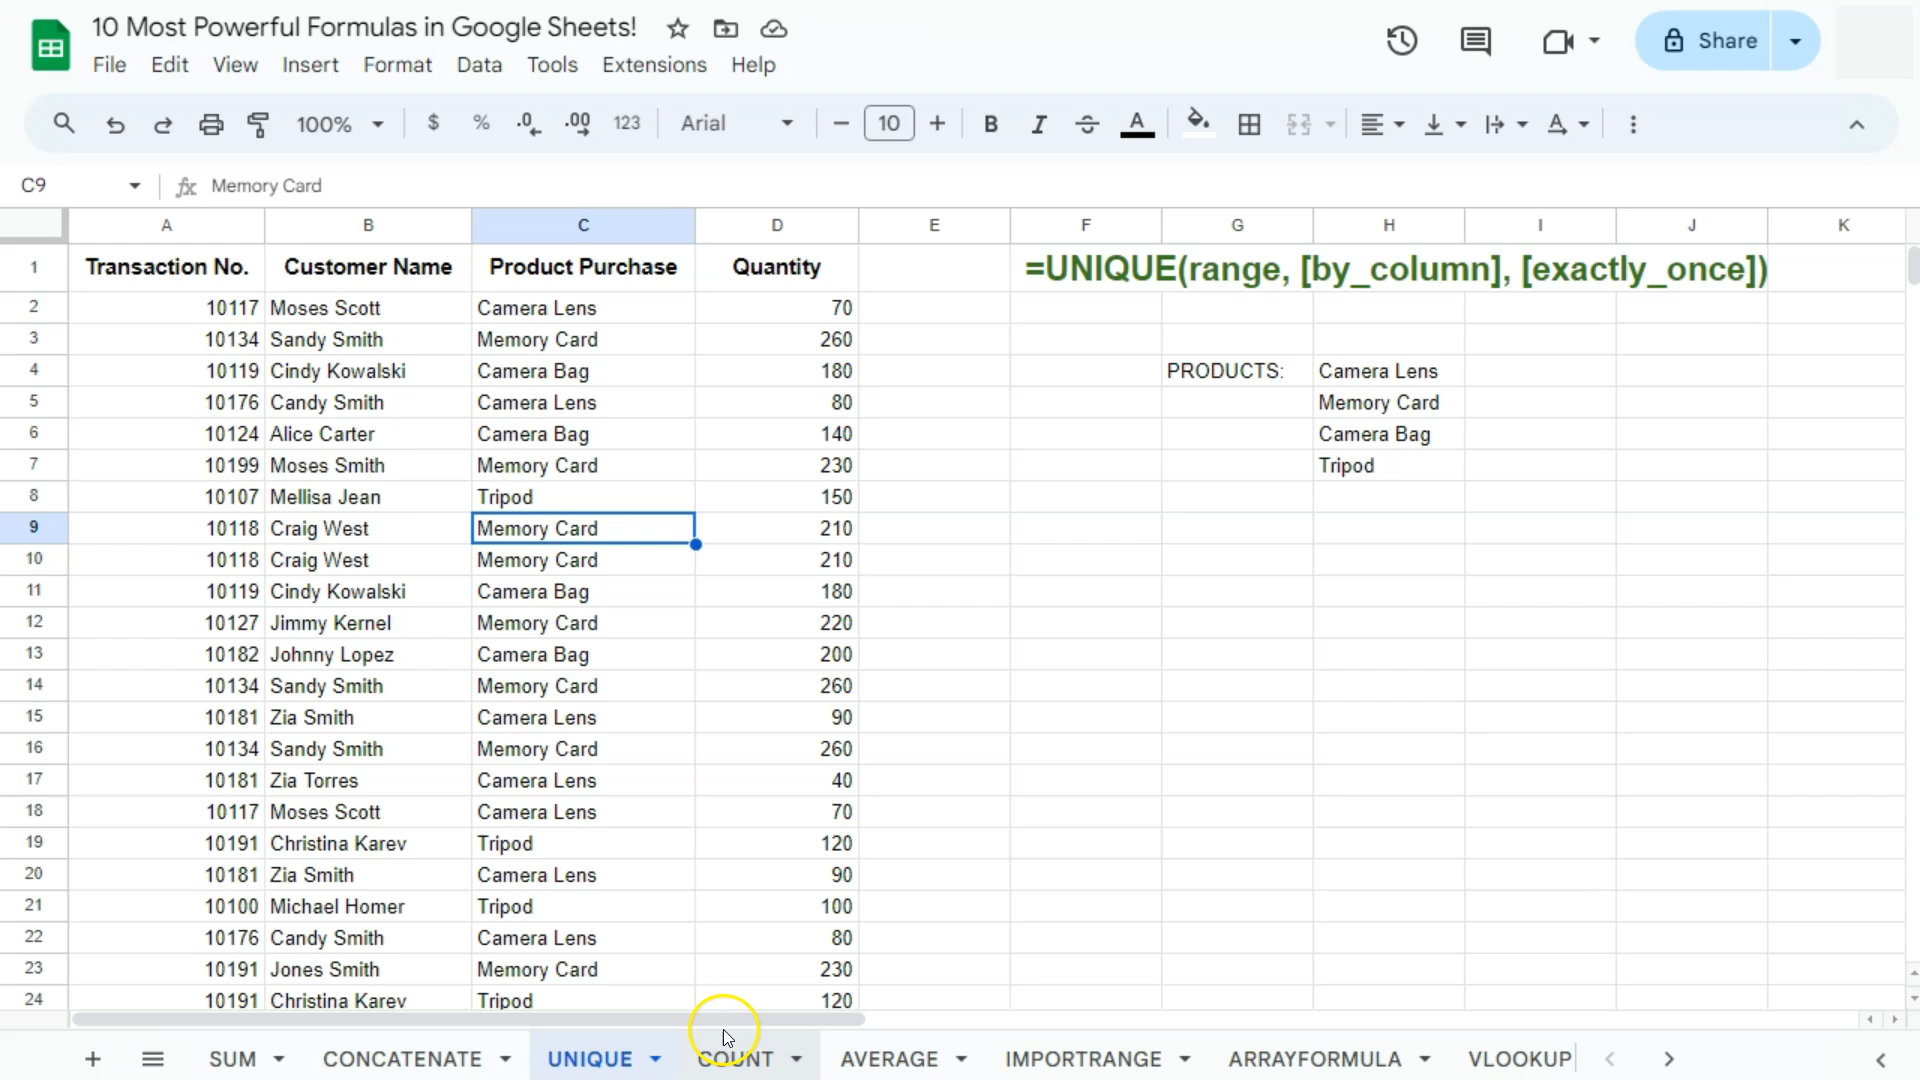 10 Most Powerful Formulas in Google Sheets!
File Edit View Insert Format Data Tools Extensions Help
Share
100% $ % .0 .00 123 Arial 10 B I A
C9 fx Memory Card
A B C D E F G H I J K
1 Transaction No. Customer Name Product Purchase Quantity =UNIQUE(range, [by_column], [exactly_once])
2 10117 Moses Scott Camera Lens 70
3 10134 Sandy Smith Memory Card 260
4 10119 Cindy Kowalski Camera Bag 180 PRODUCTS: Camera Lens
5 10176 Candy Smith Camera Lens 80 Memory Card
6 10124 Alice Carter Camera Bag 140 Camera Bag
7 10199 Moses Smith Memory Card 230 Tripod
8 10107 Mellisa Jean Tripod 150
9 10118 Craig West Memory Card 210
10 10118 Craig West Memory Card 210
11 10119 Cindy Kowalski Camera Bag 180
12 10127 Jimmy Kernel Memory Card 220
13 10182 Johnny Lopez Camera Bag 200
14 10134 Sandy Smith Memory Card 260
15 10181 Zia Smith Camera Lens 90
16 10134 Sandy Smith Memory Card 260
17 10181 Zia Torres Camera Lens 40
18 10117 Moses Scott Camera Lens 70
19 10191 Christina Karev Tripod 120
20 10181 Zia Smith Camera Lens 90
21 10100 Michael Homer Tripod 100
22 10176 Candy Smith Camera Lens 80
23 10191 Jones Smith Memory Card 230
24 10191 Christina Karev Tripod 120
SUM CONCATENATE UNIQUE COUNT AVERAGE IMPORTRANGE ARRAYFORMULA VLOOKUP